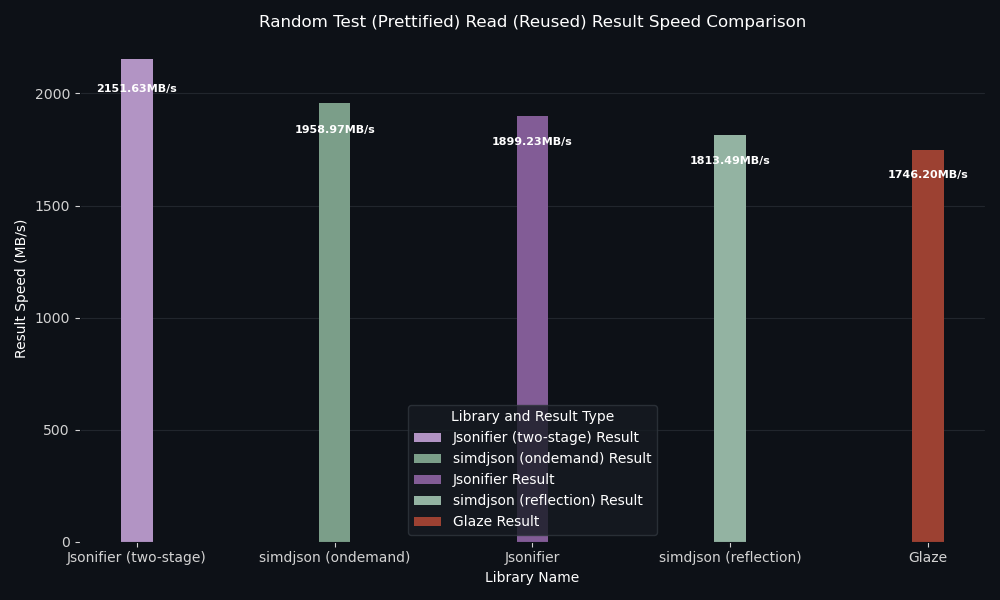 Random Test (Prettified) Read (Reused) Result Speed Comparison
Result Speed (MB/s)
2000
1500
1000
500
0
2151.63MB/s
1958.97MB/s
1899.23MB/s
1813.49MB/s
1746.20MB/s
Library and Result Type
Jsonifier (two-stage) Result
simdjson (ondemand) Result
Jsonifier Result
simdjson (reflection) Result
Glaze Result
Jsonifier (two-stage)
simdjson (ondemand)
Jsonifier
simdjson (reflection)
Glaze
Library Name